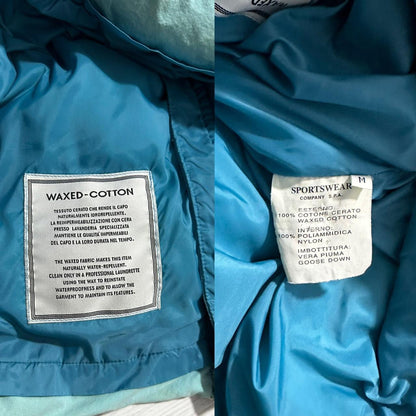 WAXED-COTTON
TESSUTO CERATO CHE RENDE IL CAPO
NATURALMENTE IDROREPELLENTE.
LA REIMPERMEABILIZZAZIONE CON CERA
PRESSO LAVANDERIA SPECIALIZZATA
MANTIENE LE QUALITA' IMPERMEABILI
DEL CAPO E LA LORO DURATA NEL TEMPO.
THE WAXED FABRIC MAKES THIS ITEM
NATURALLY WATER-REPELLENT.
CLEAN ONLY IN A PROFESSIONAL LAUNDRETTE
USING THE WAX TO REINSTATE
WATERPROOFNESS AND TO ALLOW THE
GARMENT TO MAINTAIN ITS FEATURES.
SPORTSWEAR
COMPANY S.P.A.
M
ESTERNO:
100% COTONE CERATO
WAXED COTTON
INTERNO:
100% POLIAMMIDICA
NYLON
IMBOTTITURA:
VERA PIUMA
GOOSE DOWN